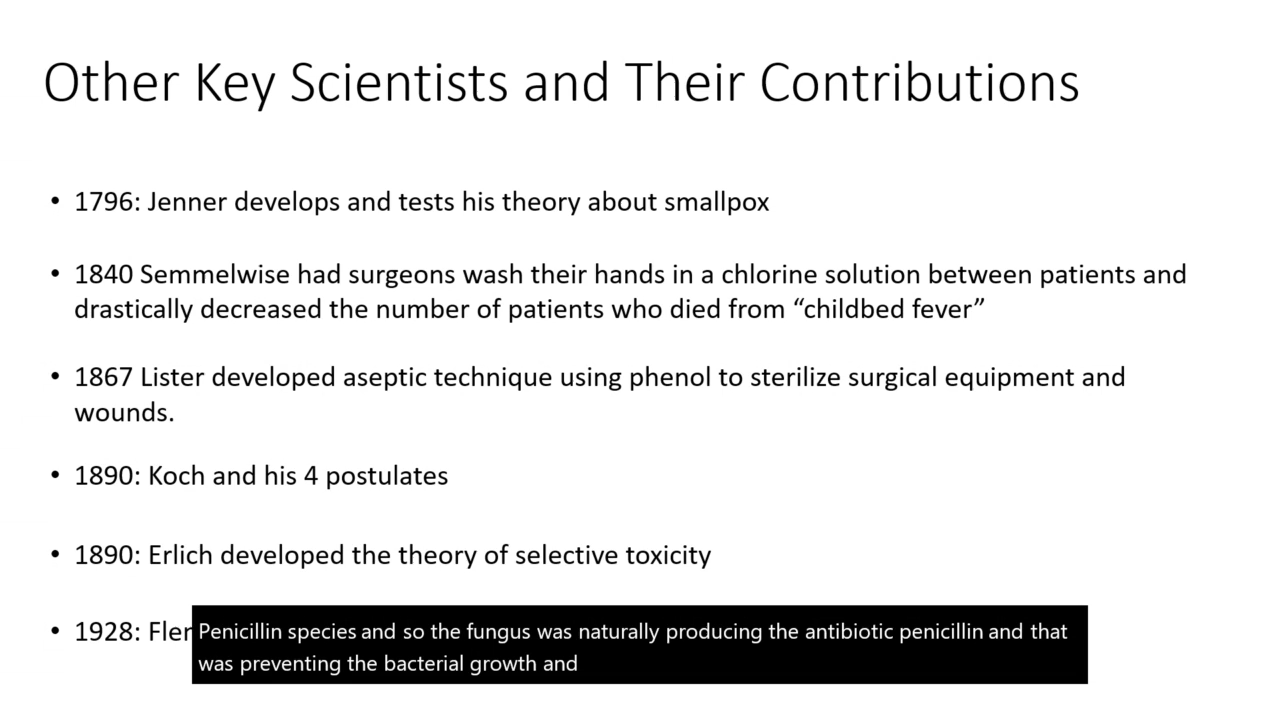 Other Key Scientists and Their Contributions
• 1796: Jenner develops and tests his theory about smallpox
• 1840 Semmelwise had surgeons wash their hands in a chlorine solution between patients and
drastically decreased the number of patients who died from “childbed fever”
• 1867 Lister developed aseptic technique using phenol to sterilize surgical equipment and
wounds.
• 1890: Koch and his 4 postulates
• 1890: Erlich developed the theory of selective toxicity
• 1928:
Penicillin species and so the fungus was naturally producing the antibiotic penicillin and that
was preventing the bacterial growth and